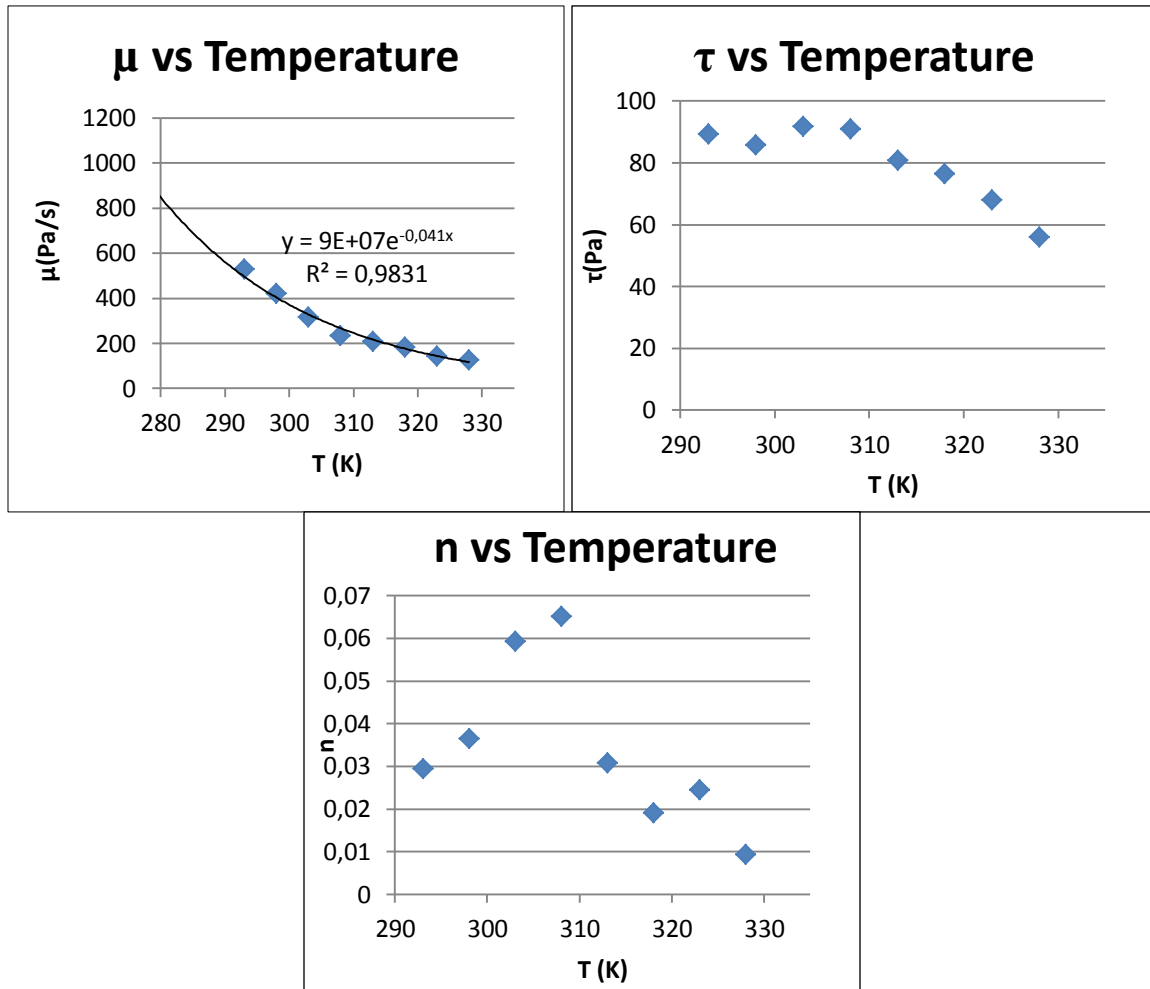 μ vs Temperature
1200
1000
800
600
400
200
0
μ(Pa/s)
y = 9E+07e^-0,041x
R² = 0,9831
280 290 300 310 320 330
T (K)
τ vs Temperature
100
80
60
40
20
0
τ(Pa)
290 300 310 320 330
T (K)
n vs Temperature
0,07
0,06
0,05
0,04
0,03
0,02
0,01
0
n
290 300 310 320 330
T (K)